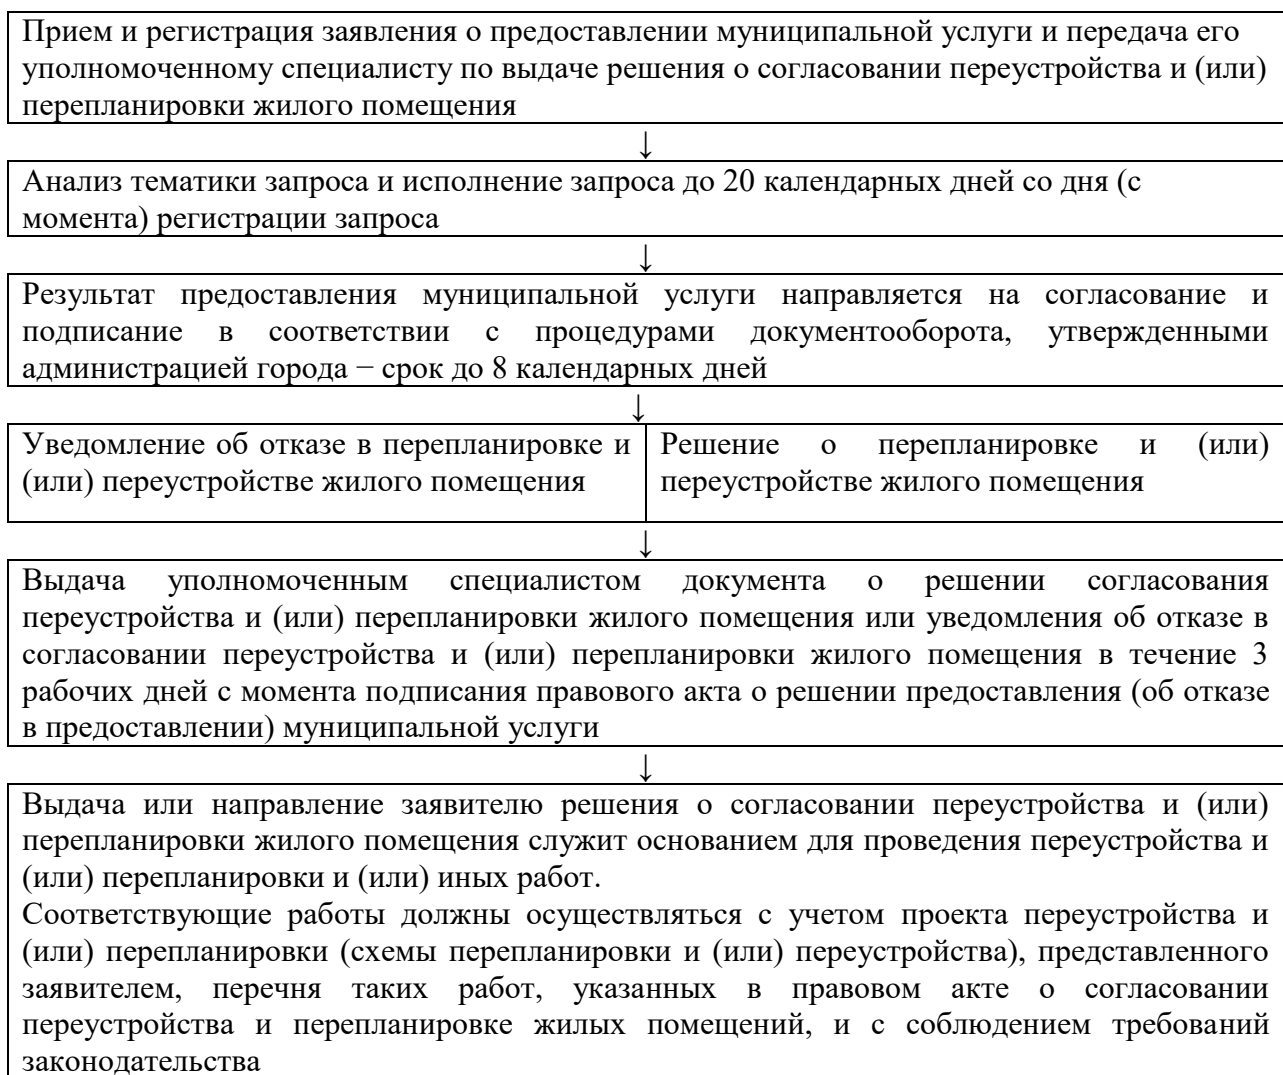 Прием и регистрация заявления о предоставлении муниципальной услуги и передача его
уполномоченному специалисту по выдаче решения о согласовании переустройства и (или)
перепланировки жилого помещения
↓
Анализ тематики запроса и исполнение запроса до 20 календарных дней со дня (с
момента) регистрации запроса
↓
Результат предоставления муниципальной услуги направляется на согласование и
подписание в соответствии с процедурами документооборота, утвержденными
администрацией города − срок до 8 календарных дней
↓
Уведомление об отказе в перепланировке и
(или) переустройстве жилого помещения
Решение о перепланировке и (или)
переустройстве жилого помещения
↓
Выдача уполномоченным специалистом документа о решении согласования
переустройства и (или) перепланировки жилого помещения или уведомления об отказе в
согласовании переустройства и (или) перепланировки жилого помещения в течение 3
рабочих дней с момента подписания правового акта о решении предоставления (об отказе
в предоставлении) муниципальной услуги
↓
Выдача или направление заявителю решения о согласовании переустройства и (или)
перепланировки жилого помещения служит основанием для проведения переустройства и
(или) перепланировки и (или) иных работ.
Соответствующие работы должны осуществляться с учетом проекта переустройства и
(или) перепланировки (схемы перепланировки и (или) переустройства), представленного
заявителем, перечня таких работ, указанных в правовом акте о согласовании
переустройства и перепланировке жилых помещений, и с соблюдением требований
законодательства